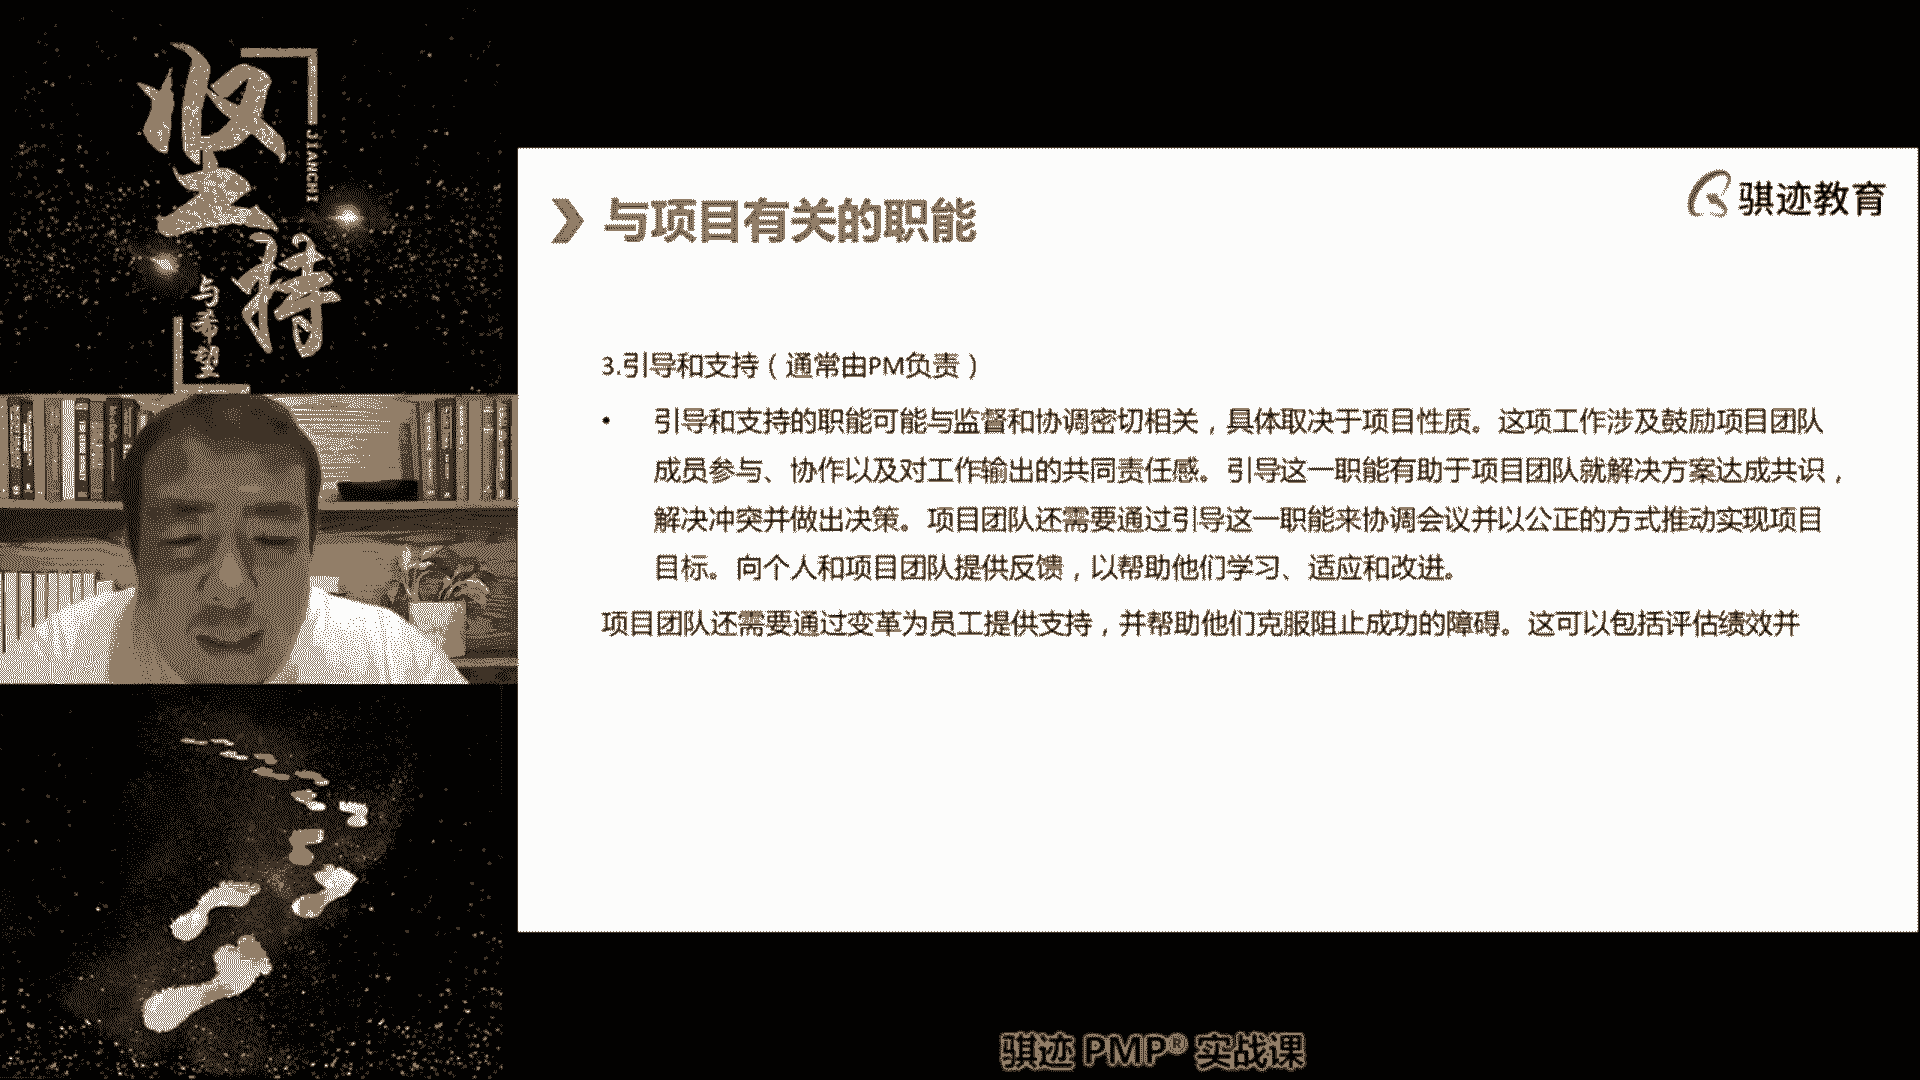 坚持
JIANCHI
与希望
骐迹教育
与项目有关的职能
3.引导和支持（通常由PM负责）
• 引导和支持的职能可能与监督和协调密切相关，具体取决于项目性质。这项工作涉及鼓励项目团队
成员参与、协作以及对工作输出的共同责任感。引导这一职能有助于项目团队就解决方案达成共识，
解决冲突并做出决策。项目团队还需要通过引导这一职能来协调会议并以公正的方式推动实现项目
目标。向个人和项目团队提供反馈，以帮助他们学习、适应和改进。
项目团队还需要通过变革为员工提供支持，并帮助他们克服阻止成功的障碍。这可以包括评估绩效并
骐迹 PMP® 实战课